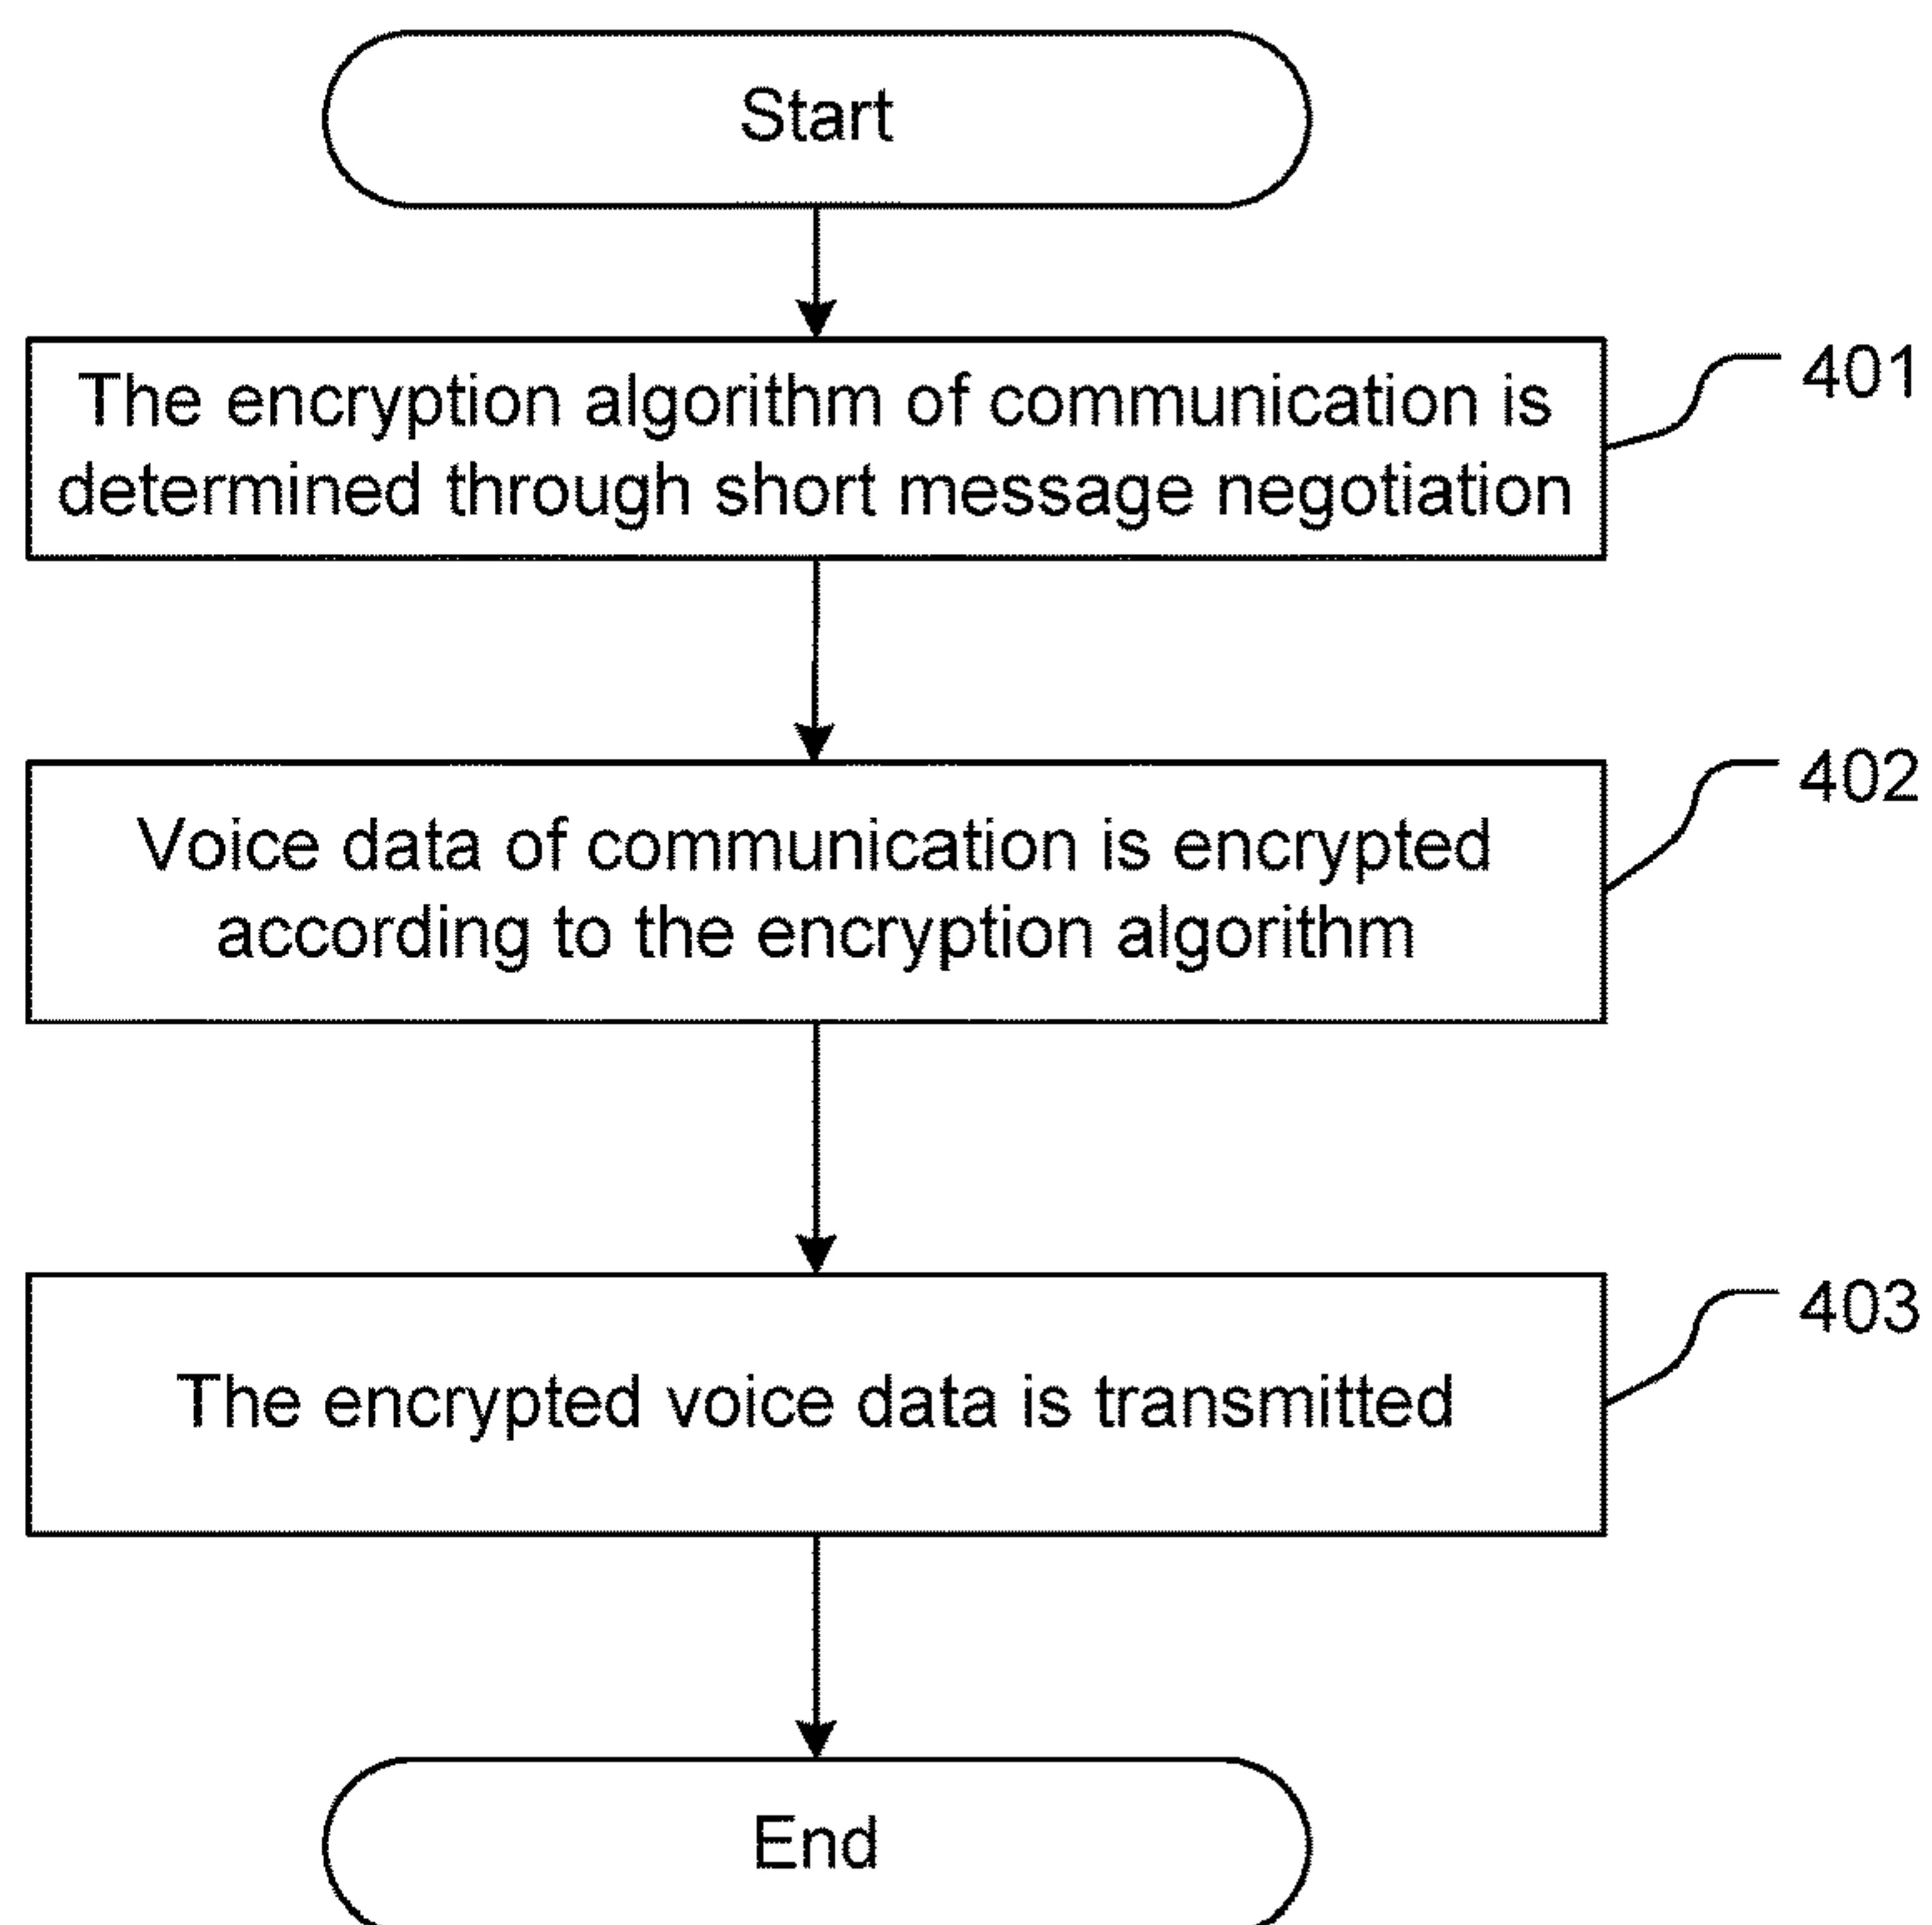 Start
The encryption algorithm of communication is
determined through short message negotiation
401
Voice data of communication is encrypted
according to the encryption algorithm
402
The encrypted voice data is transmitted
403
End